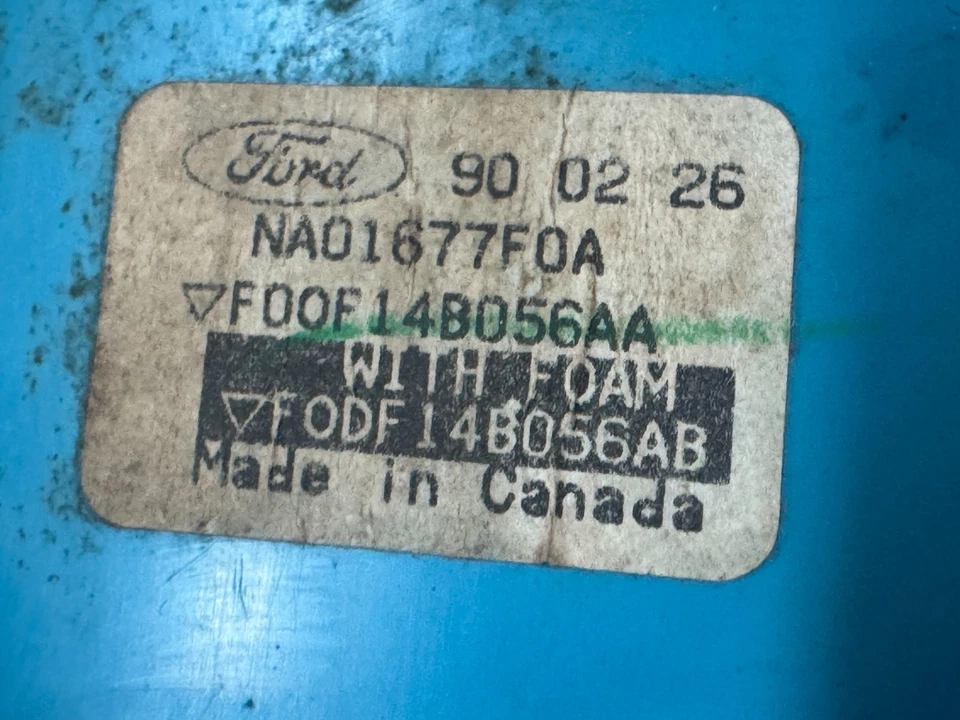 Ford 90 02 26
NA01677F0A
▽F00F14B056AA
WITH FOAM
▽F0DF14B056AB
Made in Canada